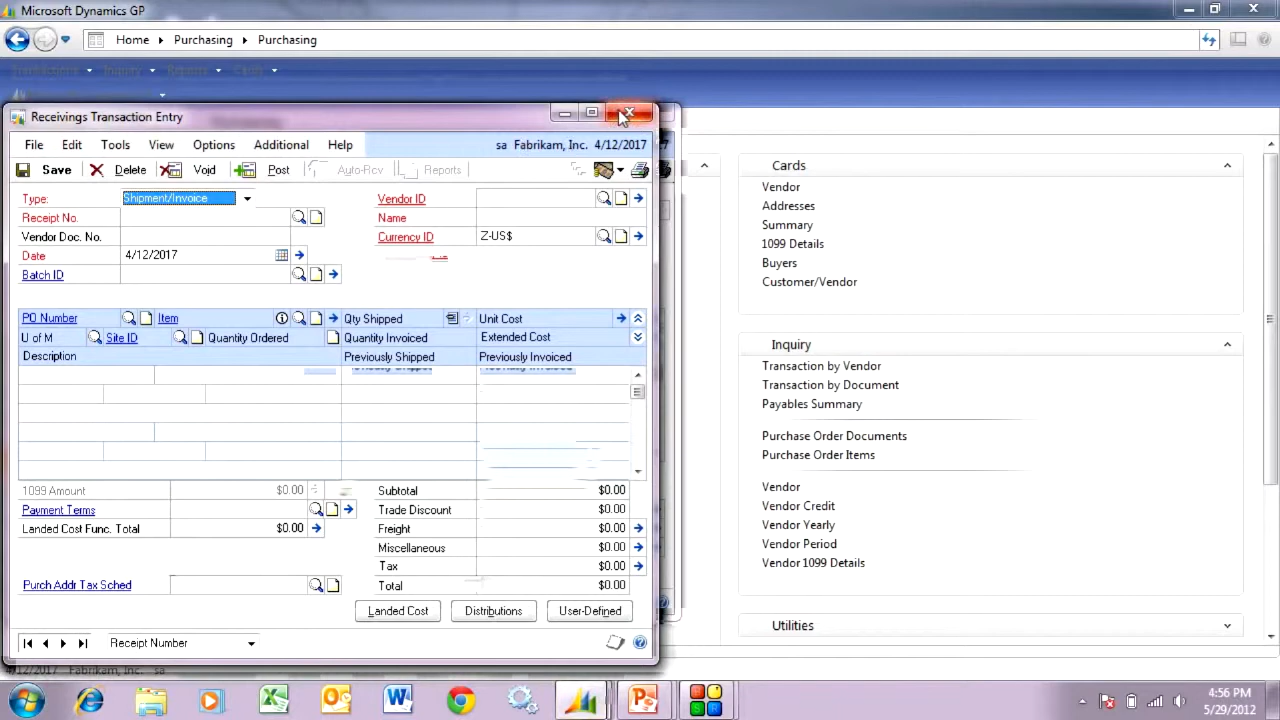 Microsoft Dynamics GP
Home Purchasing Purchasing
Receivings Transaction Entry
File Edit Tools View Options Additional Help sa Fabrikam, Inc. 4/12/2017
Save Delete Void Post Auto-Rcv Reports
Type: Shipment/Invoice Vendor ID
Receipt No. Name
Vendor Doc. No. Currency ID Z-US$
Date 4/12/2017
Batch ID
PO Number Item Qty Shipped Unit Cost
U of M Site ID Quantity Ordered Quantity Invoiced Extended Cost
Description Previously Shipped Previously Invoiced
1099 Amount $0.00 Subtotal $0.00
Payment Terms Trade Discount $0.00
Landed Cost Func. Total $0.00 Freight $0.00
Miscellaneous $0.00
Tax $0.00
Purch Addr Tax Sched Total $0.00
Landed Cost Distributions User-Defined
Receipt Number
4/12/2017 Fabrikam, Inc. sa
Cards
Vendor
Addresses
Summary
1099 Details
Buyers
Customer/Vendor
Inquiry
Transaction by Vendor
Transaction by Document
Payables Summary
Purchase Order Documents
Purchase Order Items
Vendor
Vendor Credit
Vendor Yearly
Vendor Period
Vendor 1099 Details
Utilities
4:56 PM
5/29/2012